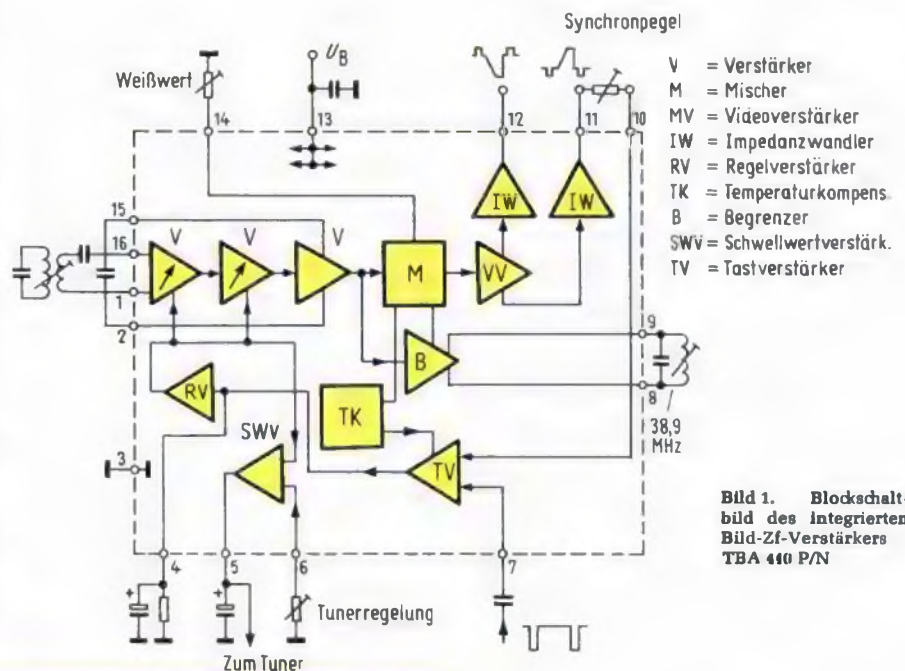 Synchronpegel
Weißwert
U_B
14
13
12
11
10
V = Verstärker
M = Mischer
MV = Videoverstärker
IW = Impedanzwandler
RV = Regelverstärker
TK = Temperaturkompens.
B = Begrenzer
SWV = Schwellwertverstärk.
TV = Tastverstärker
IW
IW
15
16
1
2
V
V
V
M
VV
B
9
8
38,9
MHz
RV
SWV
TK
TV
3
4
5
6
7
Tunerregelung
Zum Tuner
Bild 1. Blockschalt-
bild des integrierten
Bild-Zf-Verstärkers
TBA 440 P/N